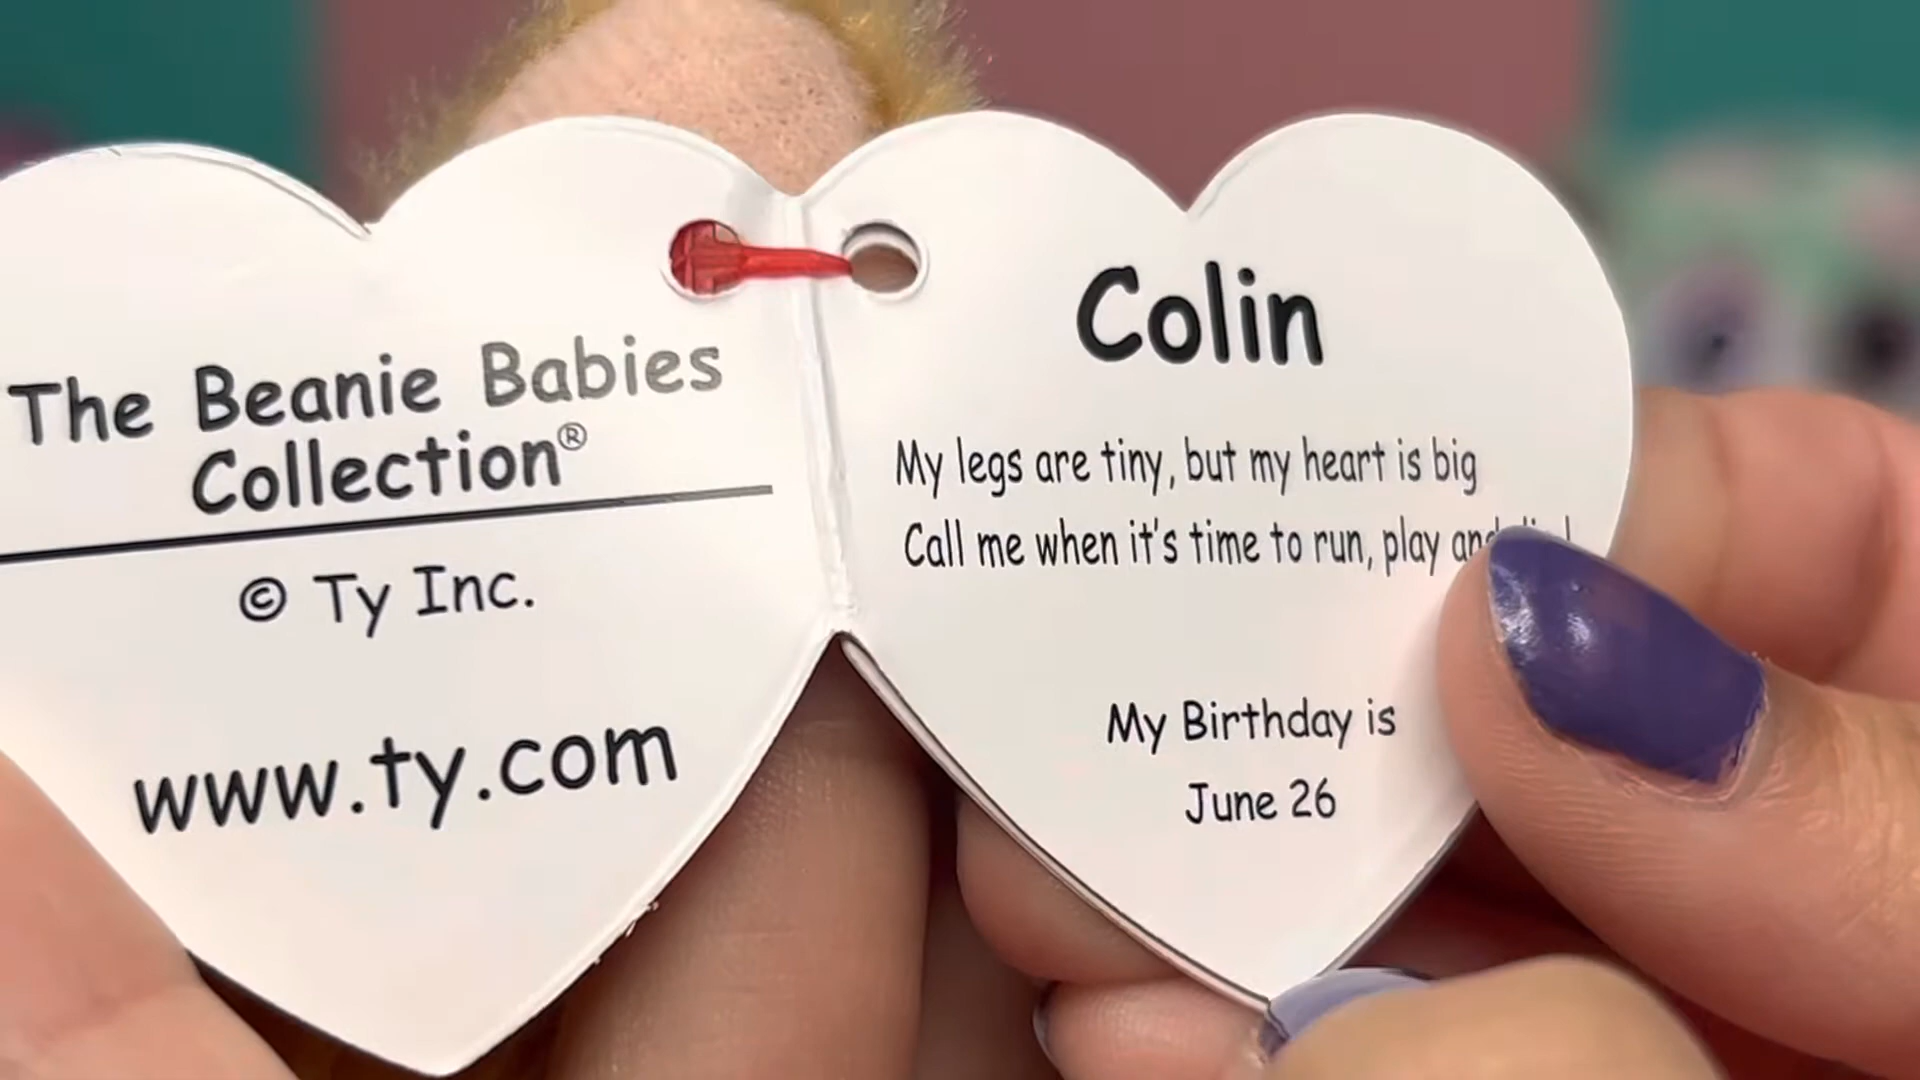 The Beanie Babies
Collection®
© Ty Inc.
www.ty.com
Colin
My legs are tiny, but my heart is big
Call me when it's time to run, play and
My Birthday is
June 26